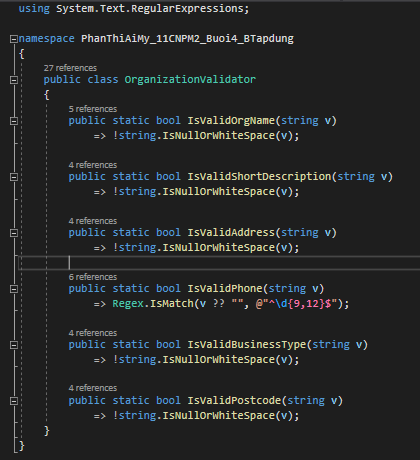 using System.Text.RegularExpressions;
namespace PhanThiAiMy_11CNPM2_Buoi4_BTapdung
{
27 references
public class OrganizationValidator
{
5 references
public static bool IsValidOrgName(string v)
=> !string.IsNullOrWhiteSpace(v);
4 references
public static bool IsValidShortDescription(string v)
=> !string.IsNullOrWhiteSpace(v);
4 references
public static bool IsValidAddress(string v)
=> !string.IsNullOrWhiteSpace(v);
6 references
public static bool IsValidPhone(string v)
=> Regex.IsMatch(v ?? "", @"^\d{9,12}$");
4 references
public static bool IsValidBusinessType(string v)
=> !string.IsNullOrWhiteSpace(v);
4 references
public static bool IsValidPostcode(string v)
=> !string.IsNullOrWhiteSpace(v);
}
}